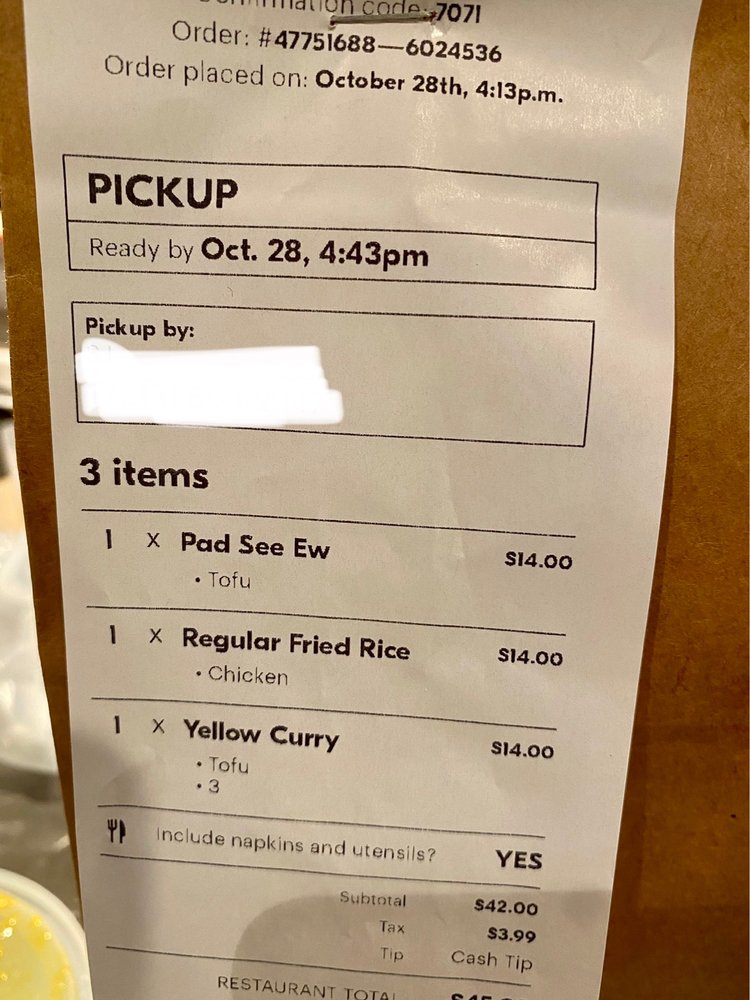 code: 7071
Order: #47751688—6024536
Order placed on: October 28th, 4:13p.m.
PICKUP
Ready by Oct. 28, 4:43pm
Pickup by:
3 items
1 x Pad See Ew $14.00
• Tofu
1 x Regular Fried Rice $14.00
• Chicken
1 x Yellow Curry $14.00
• Tofu
• 3
Include napkins and utensils? YES
Subtotal $42.00
Tax $3.99
Tip Cash Tip
RESTAURANT TOTAL